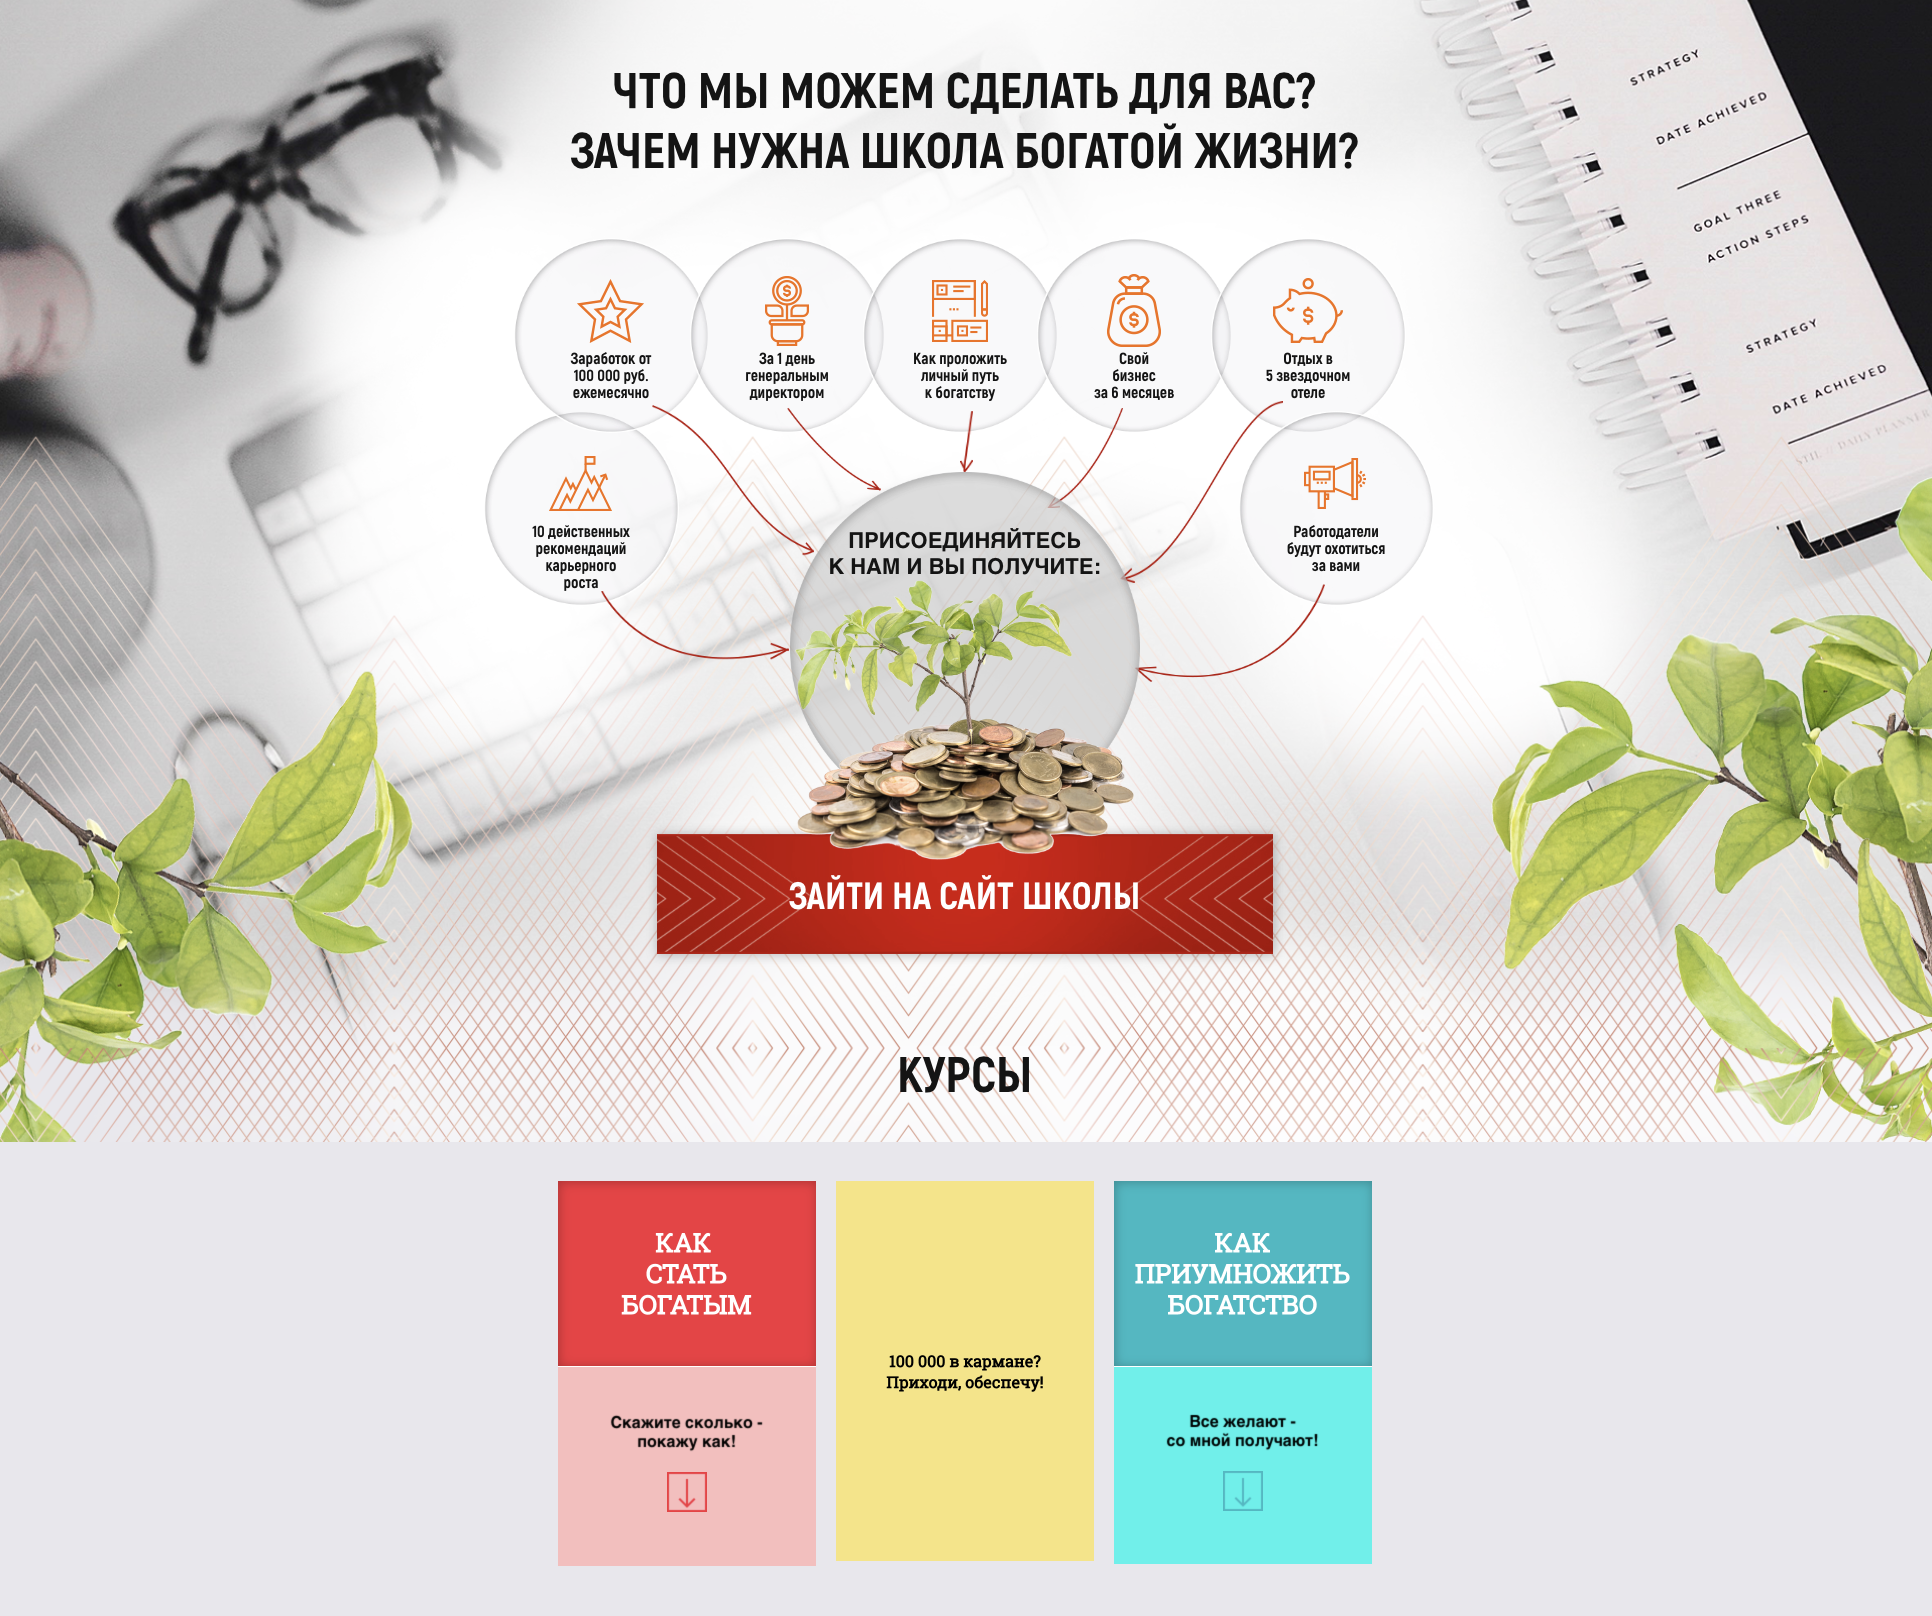 ЧТО МЫ МОЖЕМ СДЕЛАТЬ ДЛЯ ВАС?
ЗАЧЕМ НУЖНА ШКОЛА БОГАТОЙ ЖИЗНИ?
STRATEGY
DATE ACHIEVED
GOAL THREE
ACTION STEPS
STRATEGY
DATE ACHIEVED
STIL // DAILY PLANNER
Заработок от
100 000 руб.
ежемесячно
За 1 день
генеральным
директором
Как проложить
личный путь
к богатству
Свой
бизнес
за 6 месяцев
Отдых в
5 звездочном
отеле
10 действенных
рекомендаций
карьерного
роста
Работодатели
будут охотиться
за вами
ПРИСОЕДИНЯЙТЕСЬ
К НАМ И ВЫ ПОЛУЧИТЕ:
ЗАЙТИ НА САЙТ ШКОЛЫ
КУРСЫ
КАК
СТАТЬ
БОГАТЫМ
Скажите сколько -
покажу как!
100 000 в кармане?
Приходи, обеспечу!
КАК
ПРИУМНОЖИТЬ
БОГАТСТВО
Все желают -
со мной получают!